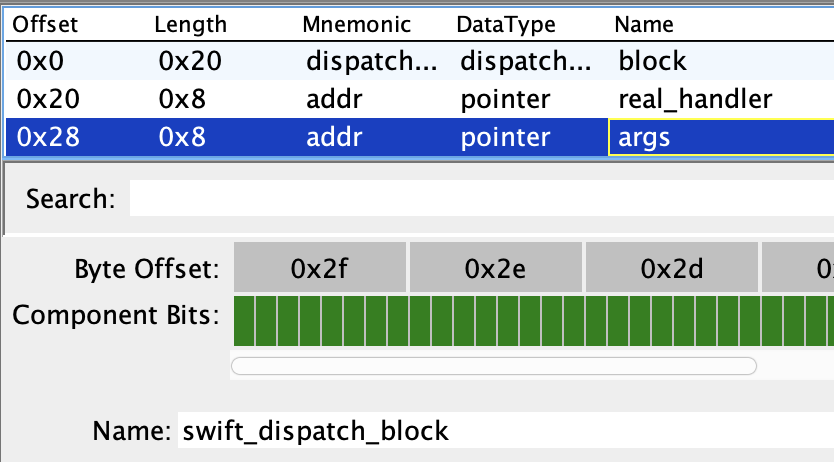 Offset Length Mnemonic DataType Name
0x0 0x20 dispatch... dispatch... block
0x20 0x8 addr pointer real_handler
0x28 0x8 addr pointer args
Search:
Byte Offset: 0x2f 0x2e 0x2d
Component Bits:
Name: swift_dispatch_block